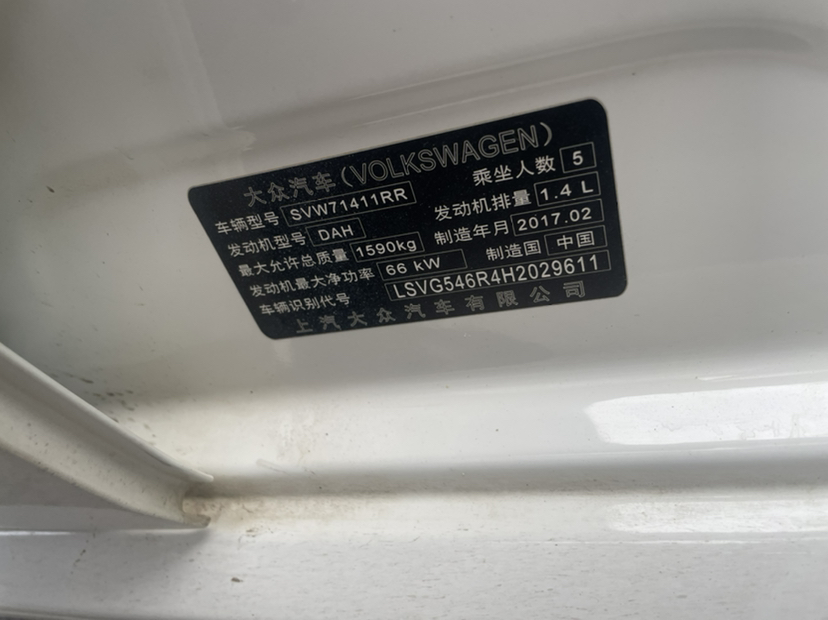 大众汽车(VOLKSWAGEN)
车辆型号 SVW71411RR 乘坐人数 5
发动机型号 DAH 发动机排量 1.4 L
最大允许总质量 1590kg 制造年月 2017.02
发动机最大净功率 66 kW 制造国 中国
车辆识别代号 LSVG546R4H2029611
上汽大众汽车有限公司